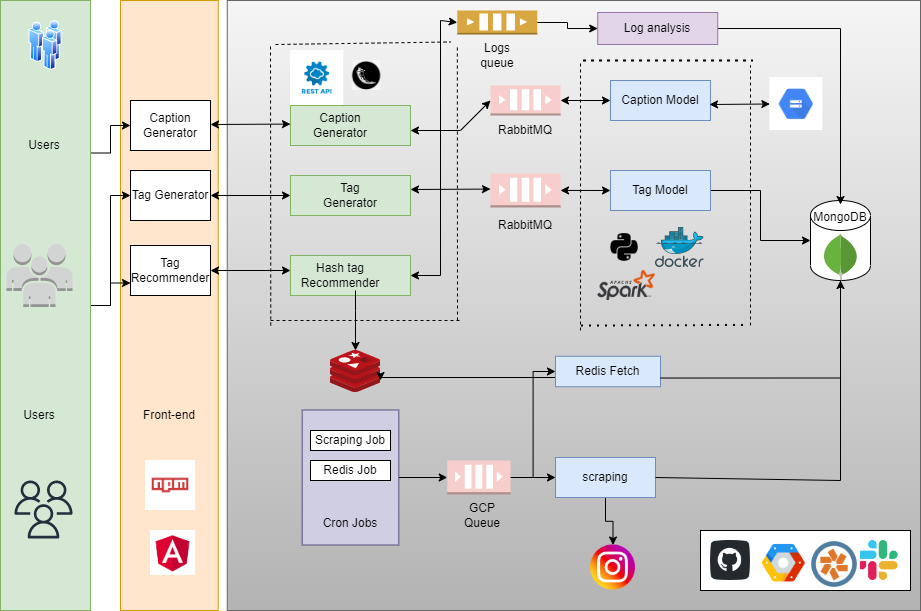 Users
Users
Caption
Generator
Tag Generator
Tag
Recommender
Front-end
npm
REST API
Caption
Generator
Tag
Generator
Hash tag
Recommender
Logs
queue
Log analysis
RabbitMQ
Caption Model
RabbitMQ
Tag Model
docker
APACHE
Spark
MongoDB
Redis Fetch
Scraping Job
Redis Job
Cron Jobs
GCP
Queue
scraping